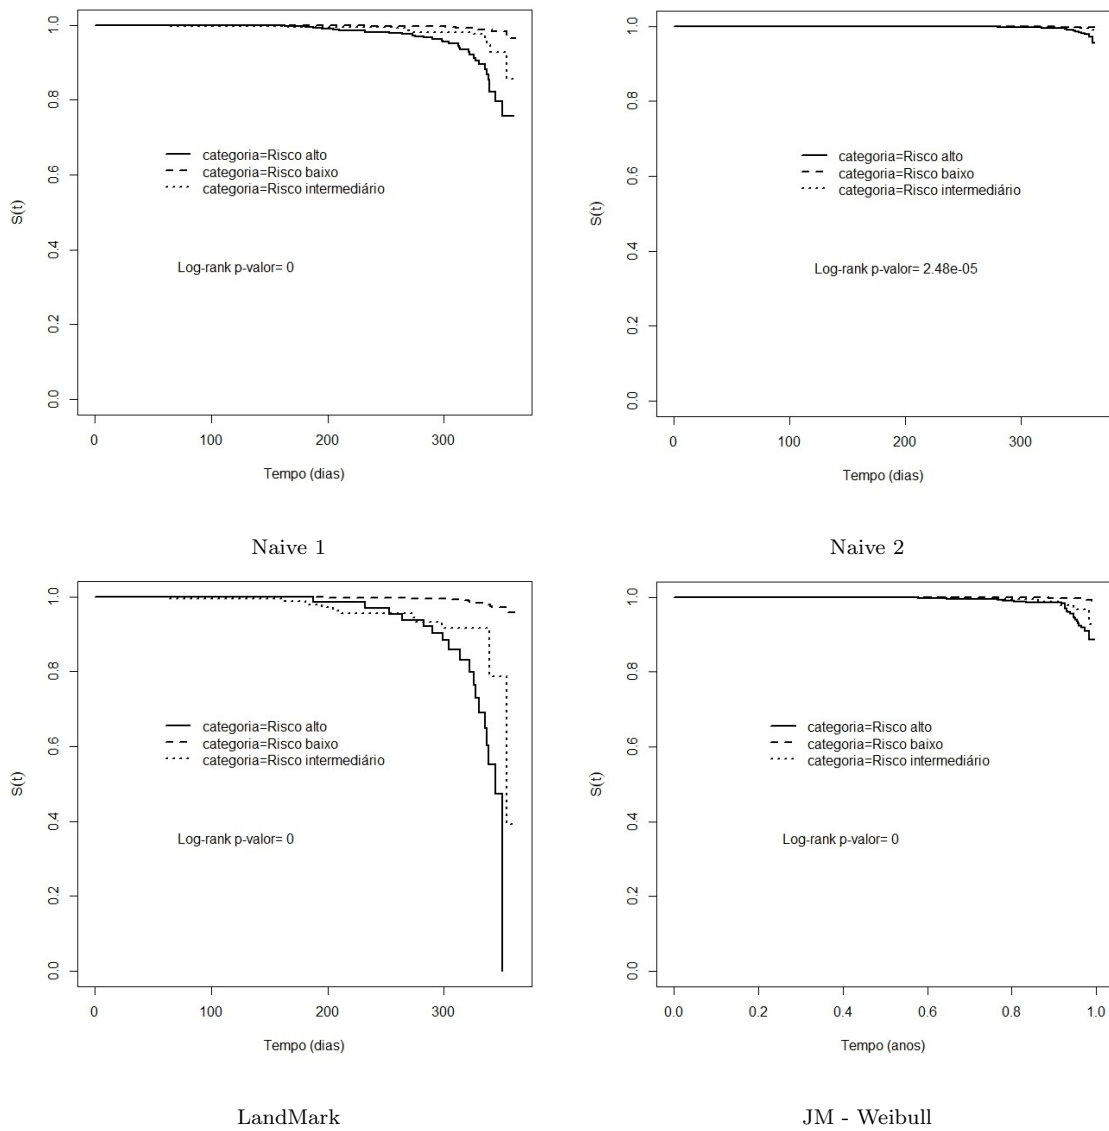 1.0
0.8
0.6
0.4
0.2
0.0
S(t)
categoria=Risco alto
categoria=Risco baixo
categoria=Risco intermediário
Log-rank p-valor= 0
0 100 200 300
Tempo (dias)
Naive 1
1.0
0.8
0.6
0.4
0.2
0.0
S(t)
categoria=Risco alto
categoria=Risco baixo
categoria=Risco intermediário
Log-rank p-valor= 2.48e-05
0 100 200 300
Tempo (dias)
Naive 2
1.0
0.8
0.6
0.4
0.2
0.0
S(t)
categoria=Risco alto
categoria=Risco baixo
categoria=Risco intermediário
Log-rank p-valor= 0
0 100 200 300
Tempo (dias)
LandMark
1.0
0.8
0.6
0.4
0.2
0.0
S(t)
categoria=Risco alto
categoria=Risco baixo
categoria=Risco intermediário
Log-rank p-valor= 0
0.0 0.2 0.4 0.6 0.8 1.0
Tempo (anos)
JM - Weibull